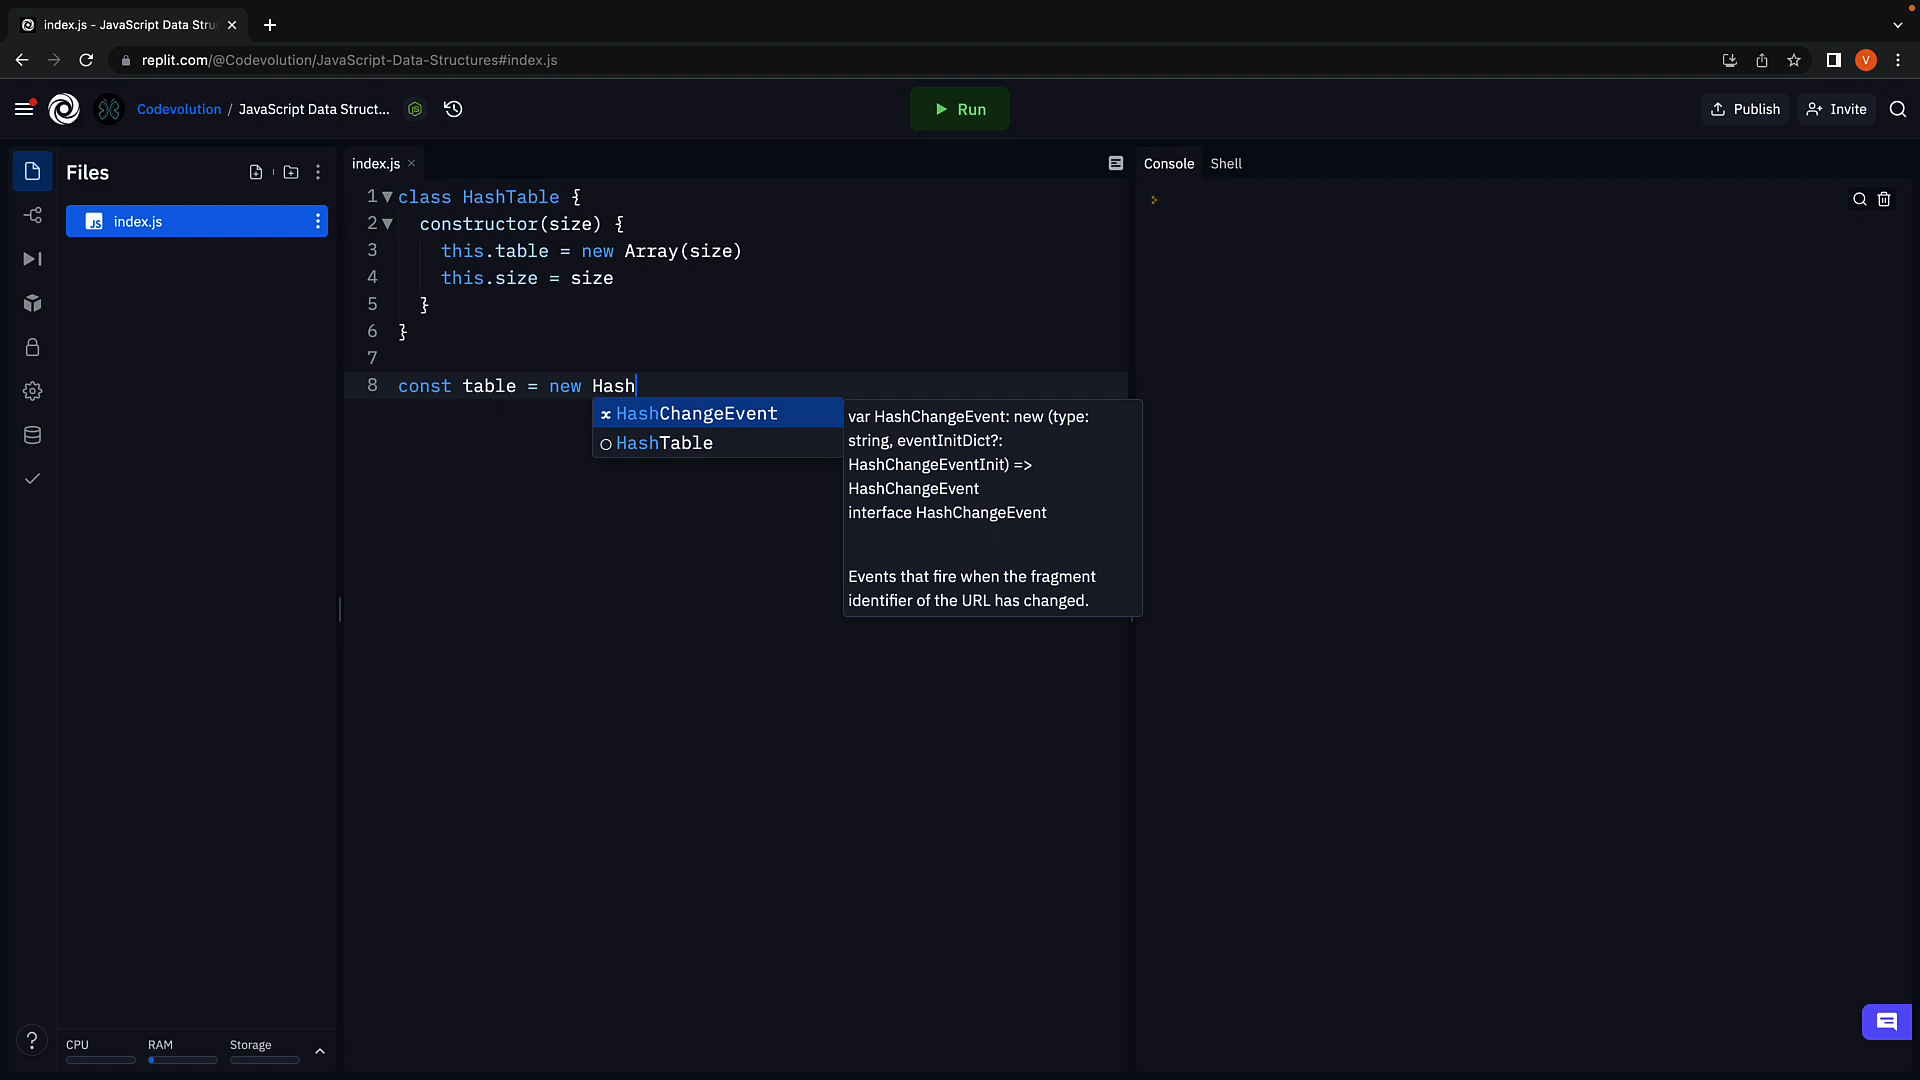 index.js - JavaScript Data Stru
replit.com/@Codevolution/JavaScript-Data-Structures#index.js
V
Codevolution / JavaScript Data Struct...
Run
Publish
Invite
Files
index.js
Console
Shell
JS index.js
1 class HashTable {
2 constructor(size) {
3 this.table = new Array(size)
4 this.size = size
5 }
6 }
7
8 const table = new Hash
HashChangeEvent
HashTable
var HashChangeEvent: new (type:
string, eventInitDict?:
HashChangeEventInit) =>
HashChangeEvent
interface HashChangeEvent
Events that fire when the fragment
identifier of the URL has changed.
?
CPU
RAM
Storage